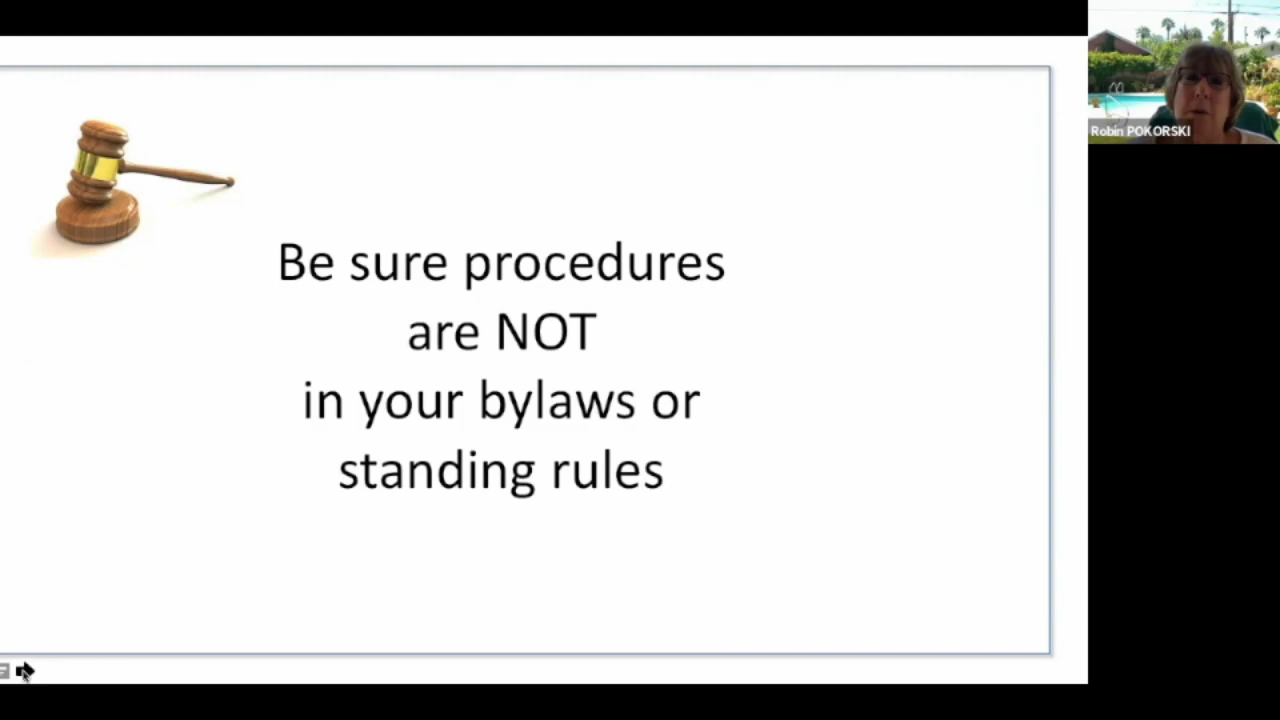 Be sure procedures
are NOT
in your bylaws or
standing rules
Robin POKORSKI